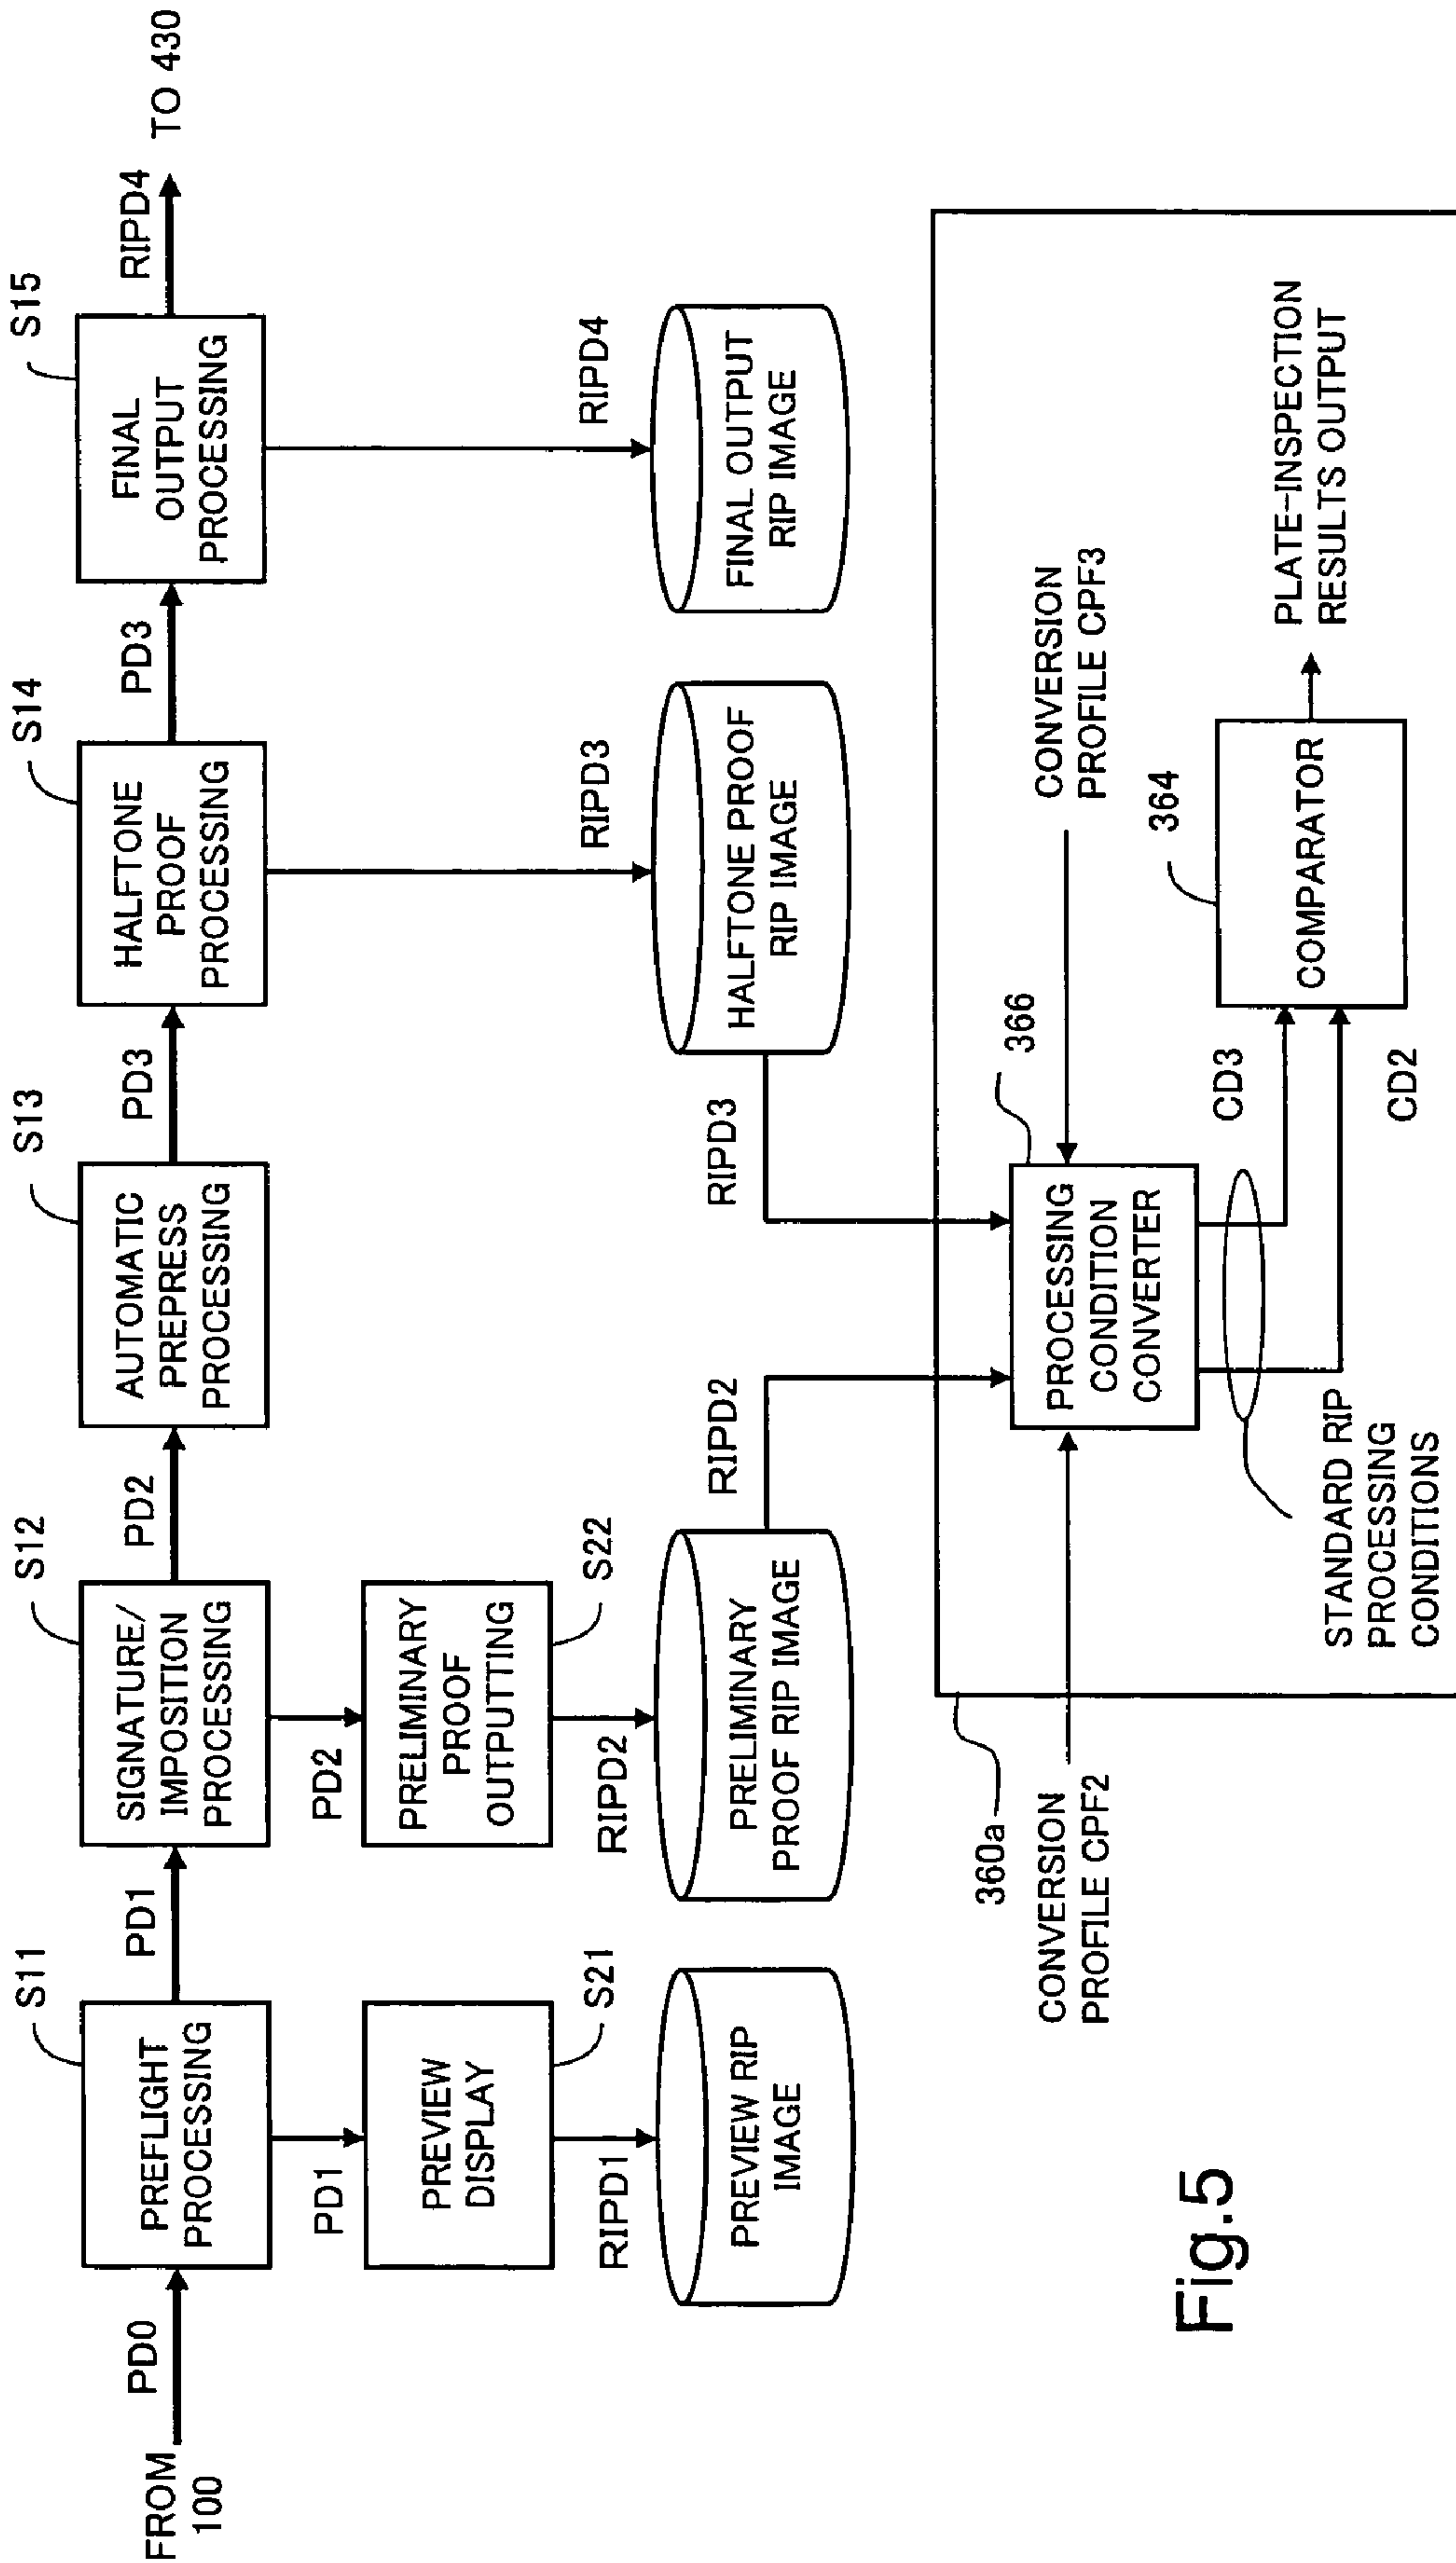 FROM
100
PD0
S11
PREFLIGHT
PROCESSING
PD1
S12
SIGNATURE/
IMPOSITION
PROCESSING
PD2
S13
AUTOMATIC
PREPRESS
PROCESSING
PD3
S14
HALFTONE
PROOF
PROCESSING
PD3
S15
FINAL
OUTPUT
PROCESSING
RIPD4
TO 430
PD1
PREVIEW
DISPLAY
S21
PD2
PRELIMINARY
PROOF
OUTPUTTING
S22
RIPD1
RIPD2
RIPD3
RIPD4
PREVIEW RIP
IMAGE
PRELIMINARY
PROOF RIP IMAGE
HALFTONE PROOF
RIP IMAGE
FINAL OUTPUT
RIP IMAGE
RIPD2
RIPD3
360a
CONVERSION
PROFILE CPF2
366
PROCESSING
CONDITION
CONVERTER
CONVERSION
PROFILE CPF3
364
COMPARATOR
CD3
CD2
PLATE-INSPECTION
RESULTS OUTPUT
STANDARD RIP
PROCESSING
CONDITIONS
Fig.5